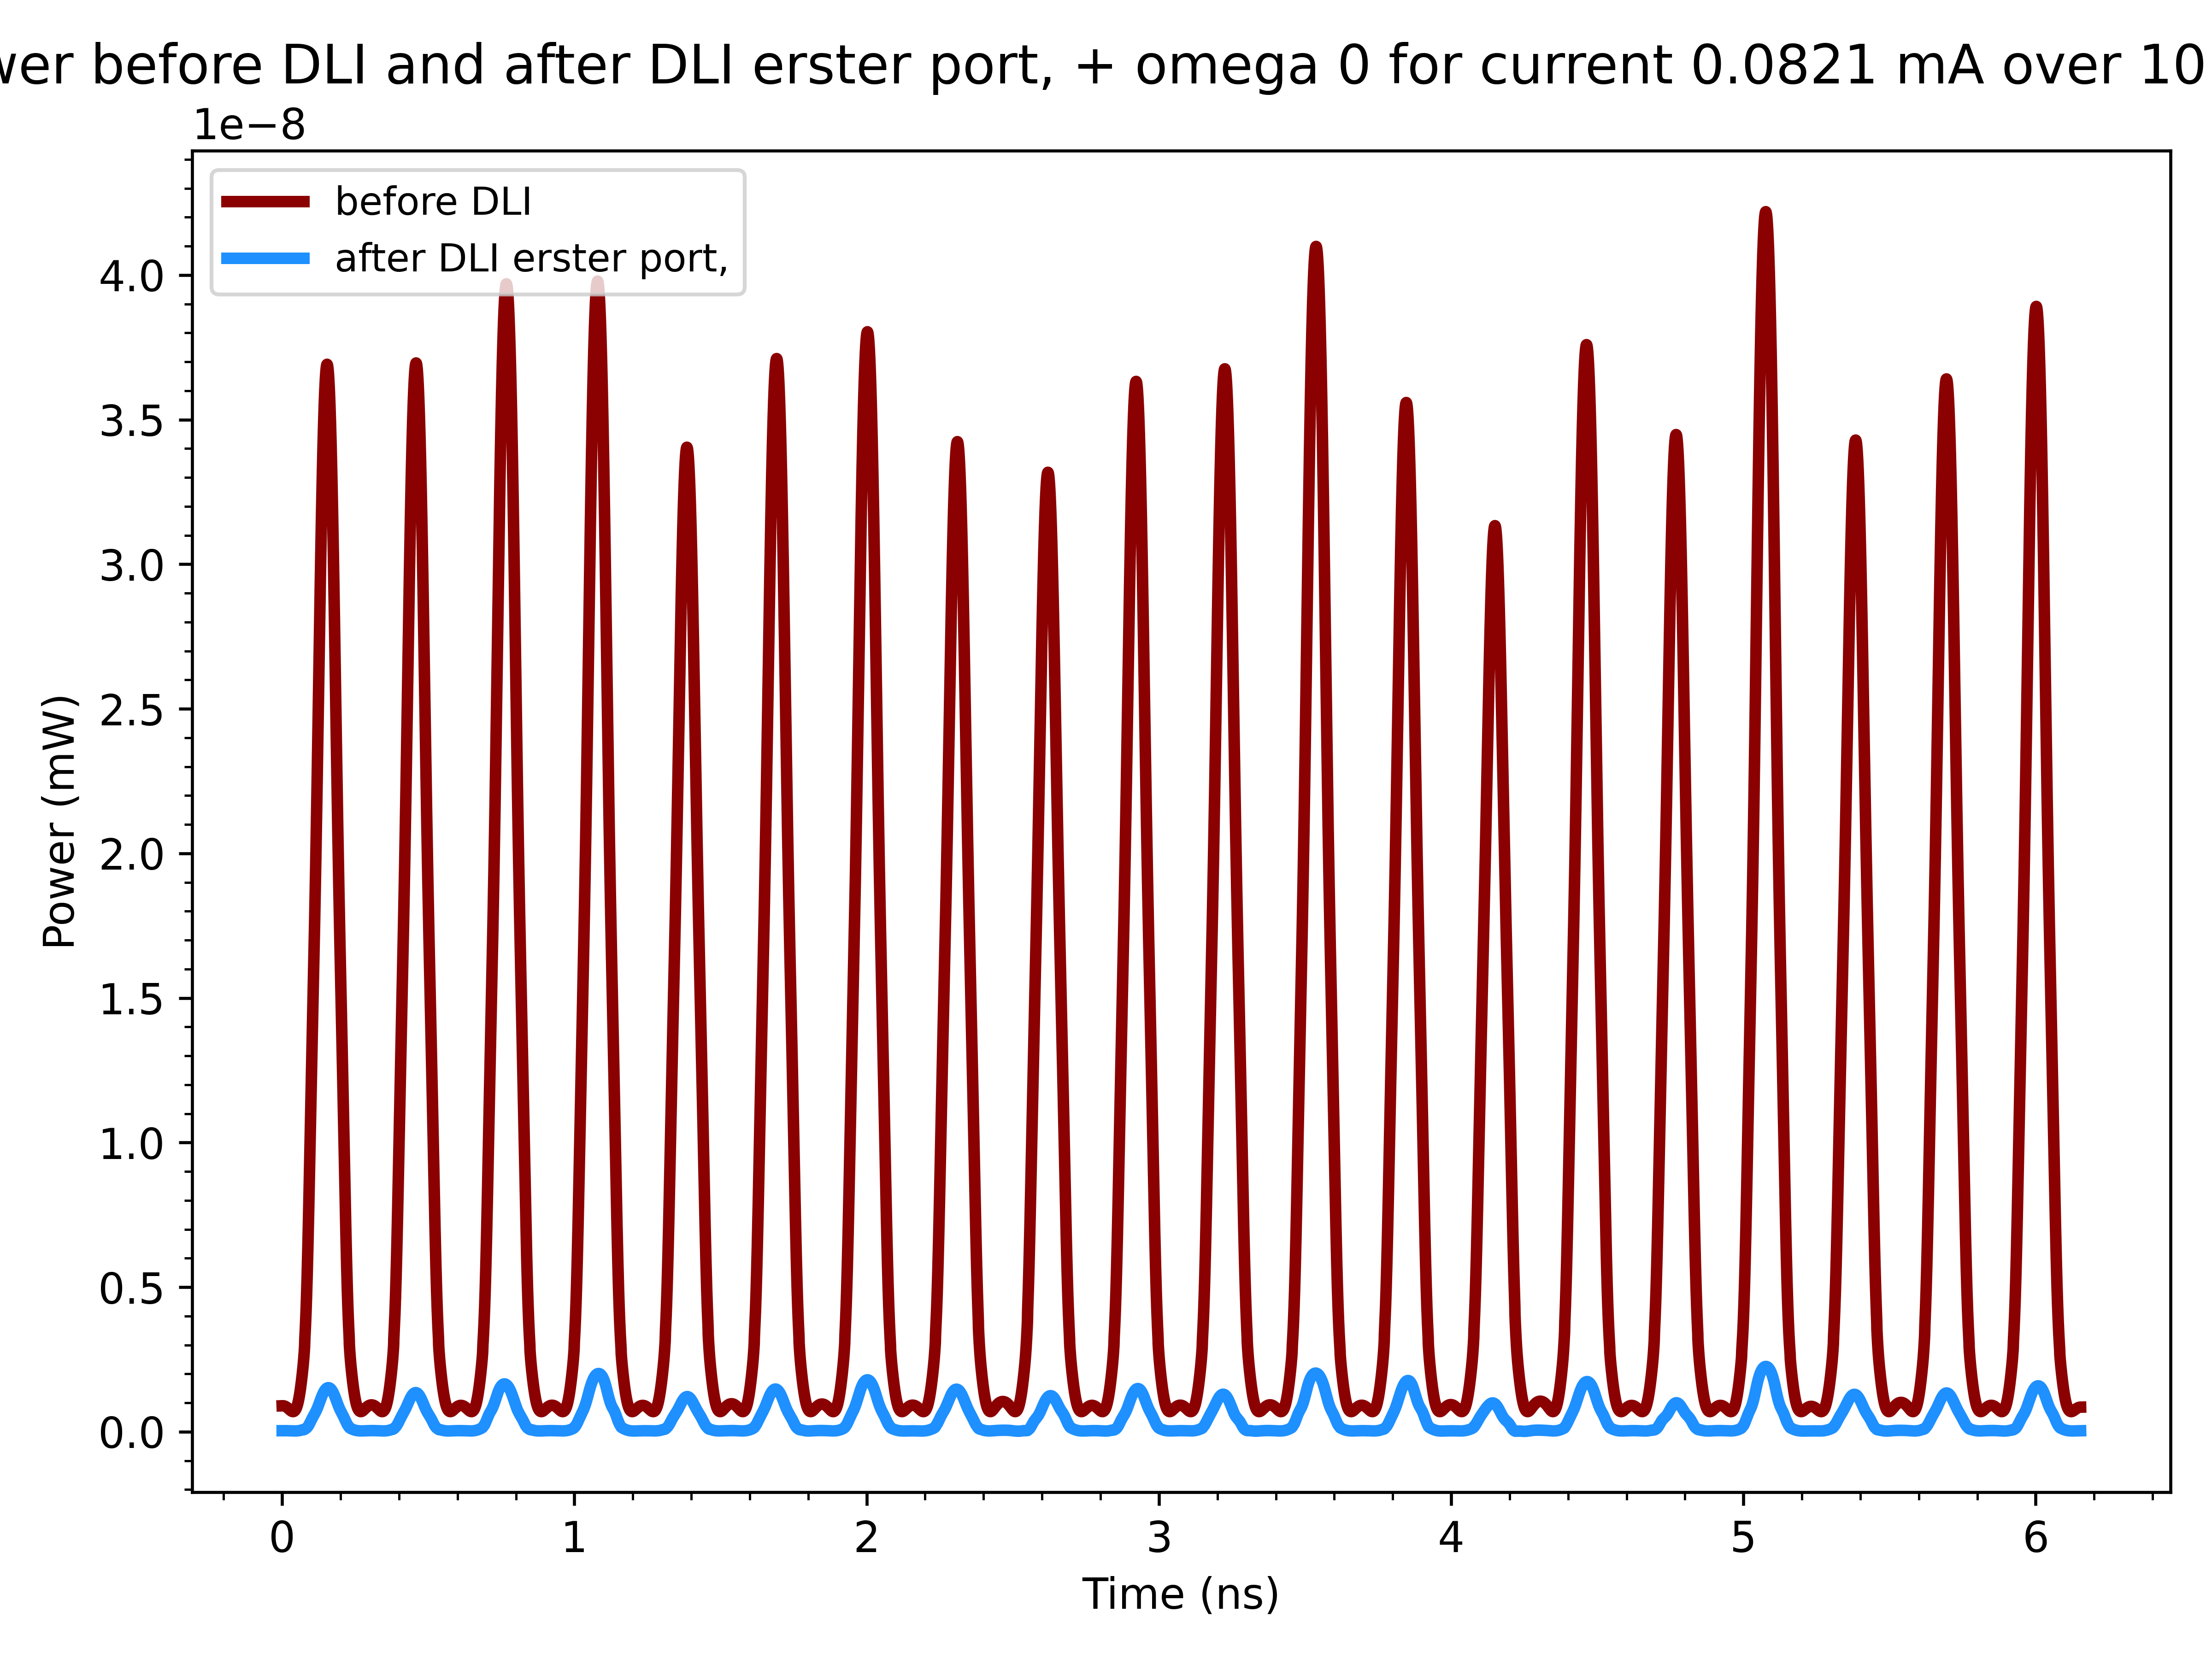 before DLI and after DLI erster port, + omega 0 for current 0.0821 mA over 10
1e−8
before DLI
after DLI erster port,
4.0
3.5
3.0
2.5
2.0
1.5
1.0
0.5
0.0
Power (mW)
0 1 2 3 4 5 6
Time (ns)